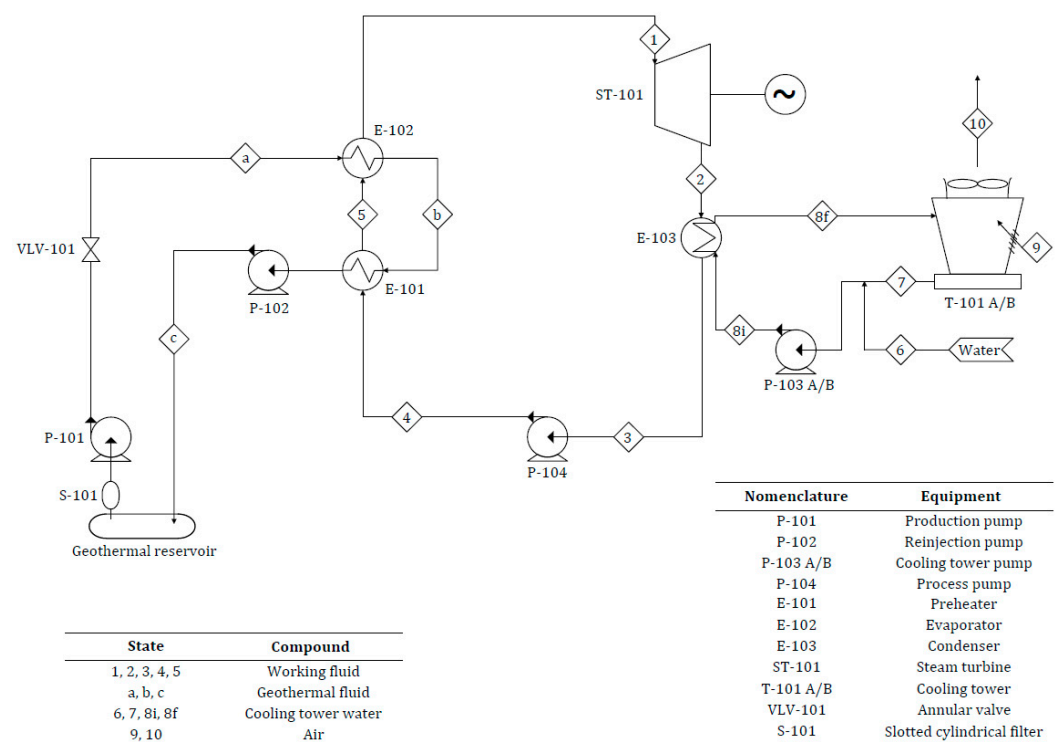 1
ST-101
~
10
E-102
a
2
5
b
8f
E-103
9
VLV-101
E-101
7
T-101 A/B
P-102
c
8i
6
Water
P-103 A/B
4
P-101
3
P-104
S-101
Geothermal reservoir
Nomenclature Equipment
P-101 Production pump
P-102 Reinjection pump
P-103 A/B Cooling tower pump
P-104 Process pump
E-101 Preheater
E-102 Evaporator
E-103 Condenser
ST-101 Steam turbine
T-101 A/B Cooling tower
VLV-101 Annular valve
S-101 Slotted cylindrical filter
State Compound
1, 2, 3, 4, 5 Working fluid
a, b, c Geothermal fluid
6, 7, 8i, 8f Cooling tower water
9, 10 Air